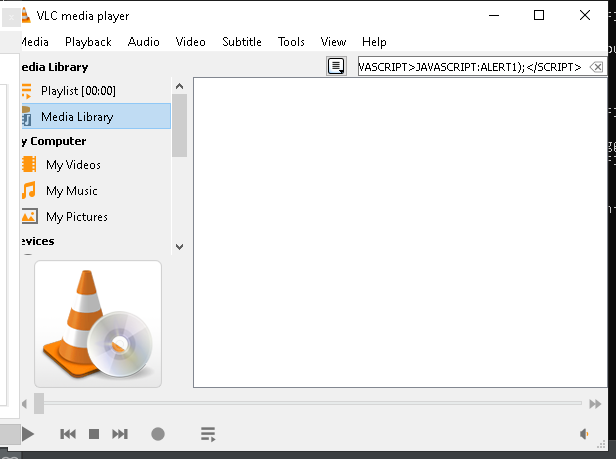 VLC media player
Media Playback Audio Video Subtitle Tools View Help
edia Library
VASCRIPT>JAVASCRIPT:ALERT1);</SCRIPT>
Playlist [00:00]
Media Library
y Computer
My Videos
My Music
My Pictures
evices